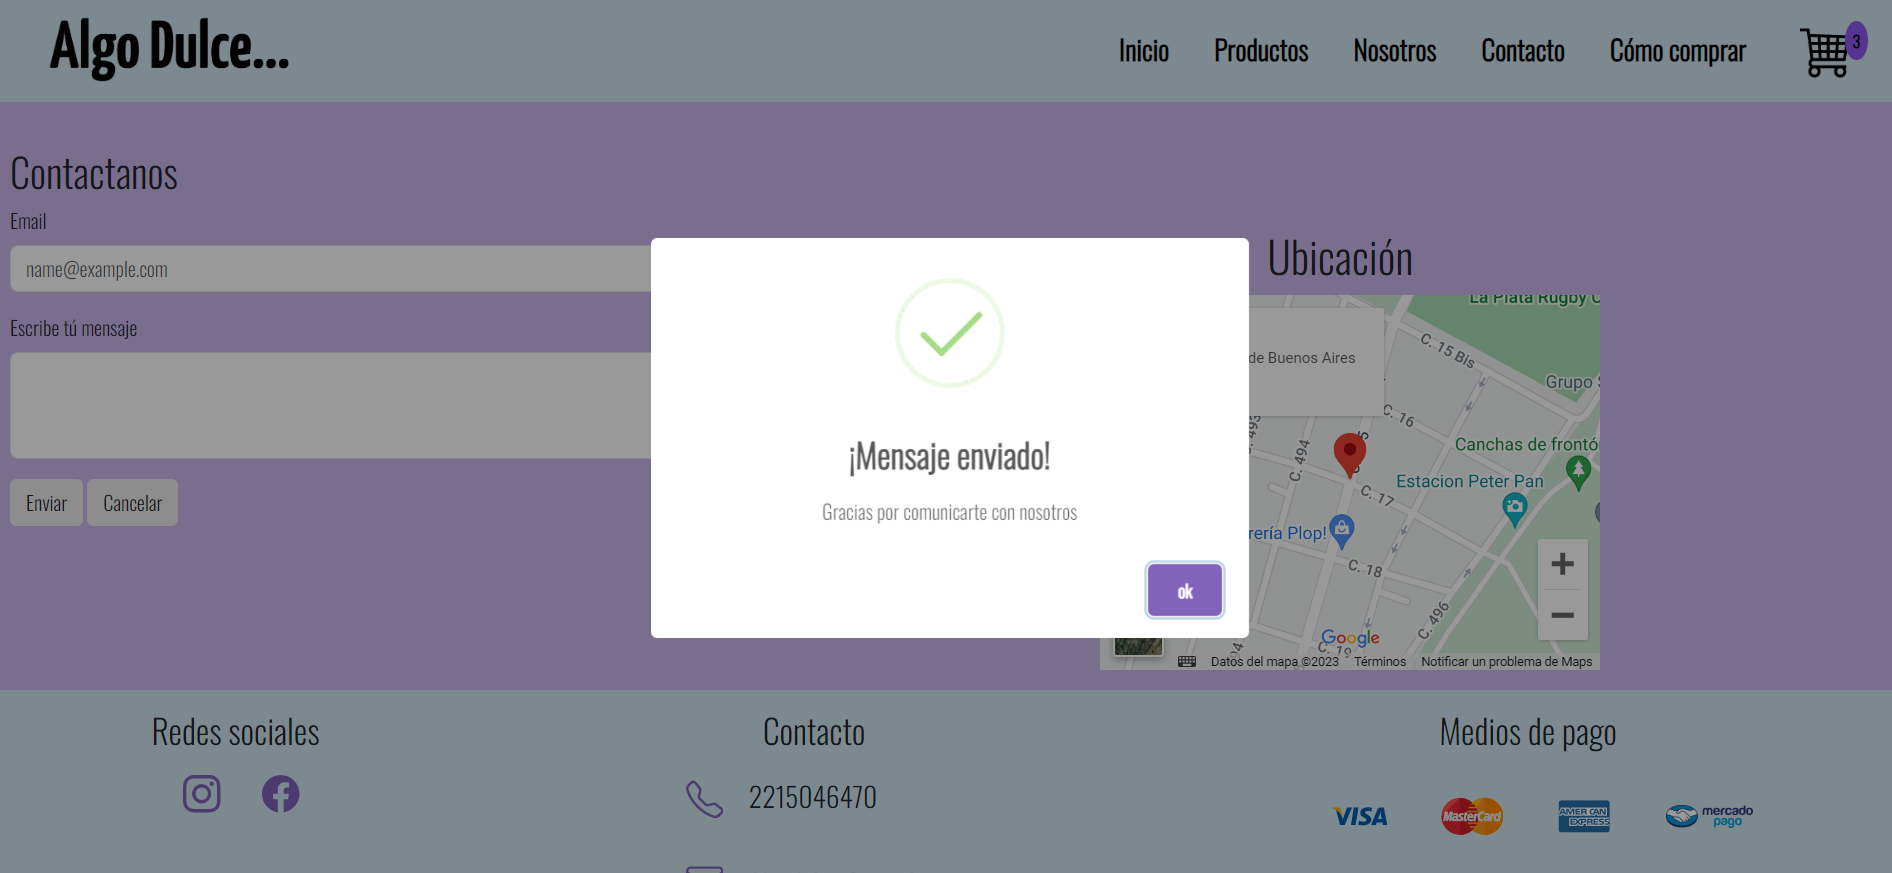 Algo Dulce...
Inicio
Productos
Nosotros
Contacto
Cómo comprar
3
Contactanos
Email
name@example.com
Escribe tú mensaje
Enviar
Cancelar
¡Mensaje enviado!
Gracias por comunicarte con nosotros
ok
Ubicación
La Plata Rugby C
de Buenos Aires
C. 15 Bis
Grupo
C. 16
C. 493
C. 494
Canchas de frontó
Estacion Peter Pan
C. 17
rería Plop!
C. 18
C. 496
C. 19
Google
Datos del mapa ©2023
Términos
Notificar un problema de Maps
Redes sociales
Contacto
2215046470
Medios de pago
VISA
MasterCard
AMERICAN EXPRESS
mercado
pago